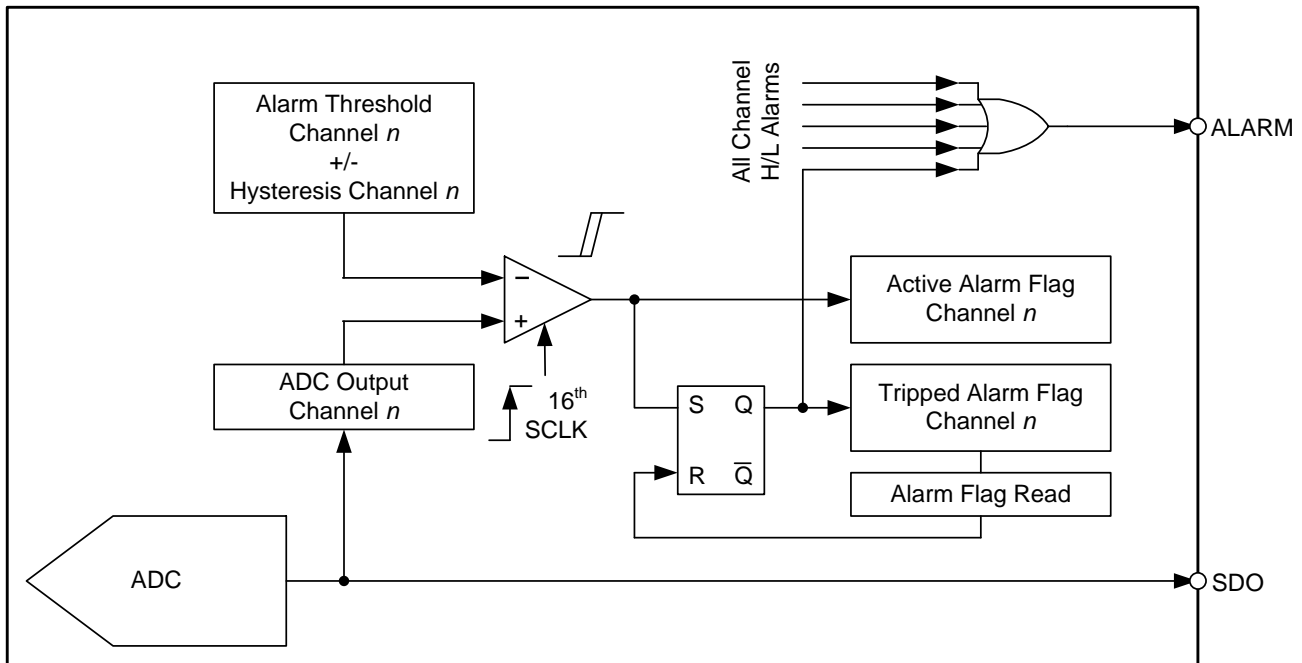 Alarm Threshold
Channel n
+/-
Hysteresis Channel n
All Channel
H/L Alarms
ALARM
−
+
Active Alarm Flag
Channel n
ADC Output
Channel n
16th
SCLK
S Q
R Q̅
Tripped Alarm Flag
Channel n
Alarm Flag Read
ADC
SDO